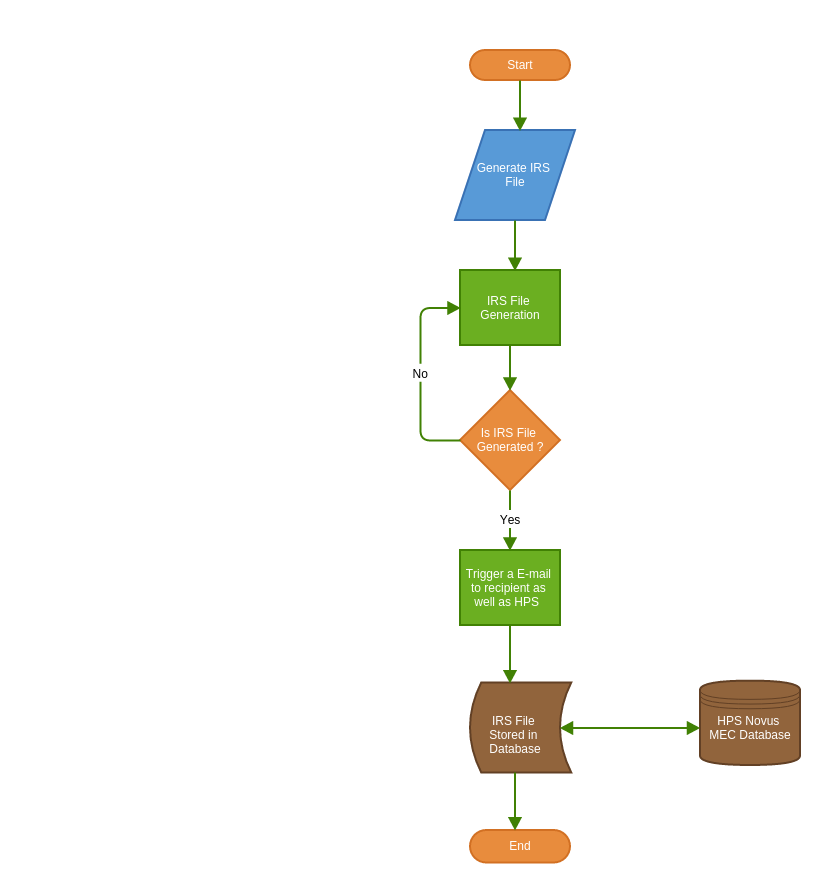 Start
Generate IRS
File
IRS File
Generation
No
Is IRS File
Generated ?
Yes
Trigger a E-mail
to recipient as
well as HPS
IRS File
Stored in
Database
HPS Novus
MEC Database
End